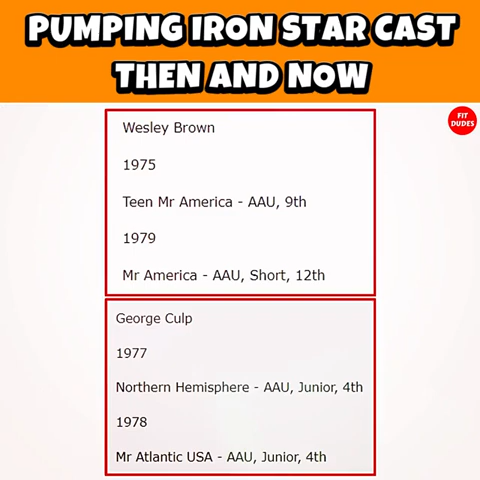 PUMPING IRON STAR CAST
THEN AND NOW
FIT
DUDES
Wesley Brown
1975
Teen Mr America - AAU, 9th
1979
Mr America - AAU, Short, 12th
George Culp
1977
Northern Hemisphere - AAU, Junior, 4th
1978
Mr Atlantic USA - AAU, Junior, 4th